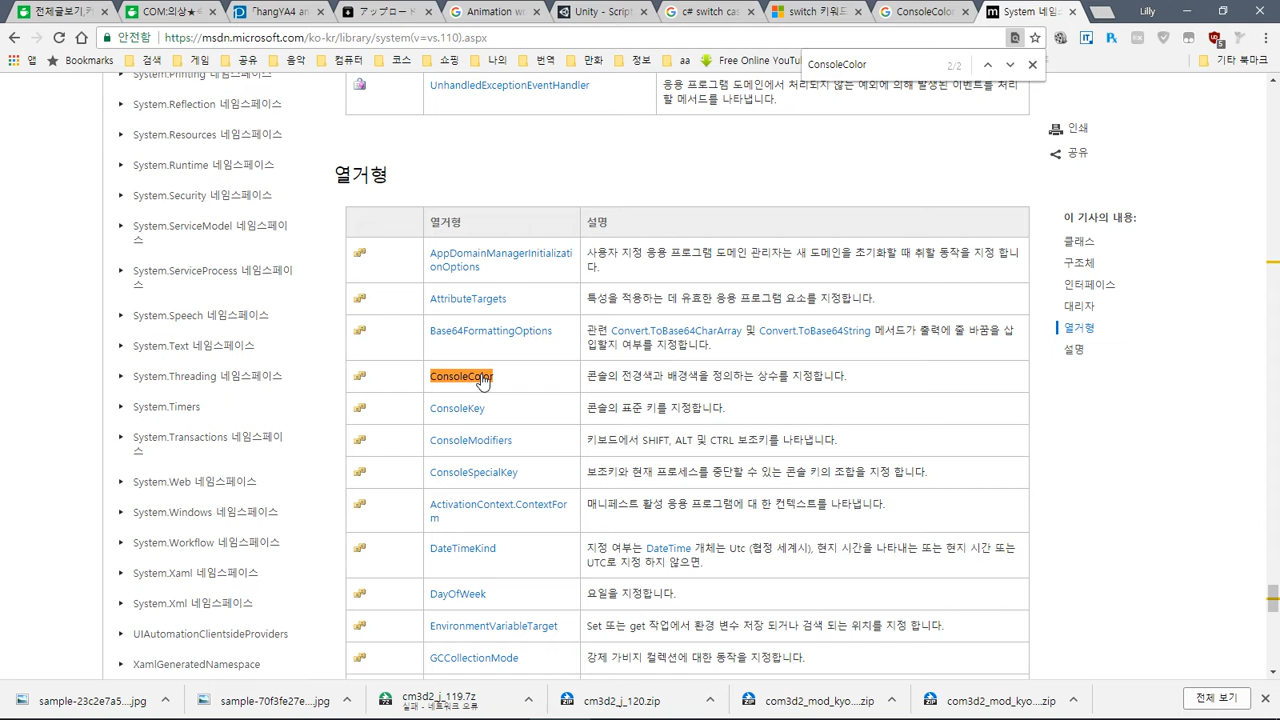 전체글보기:카
COM:의상★
PhangYA4 an
アップロード - K
Animation wr
Unity - Script
c# switch cas
switch 키워드
ConsoleColor
System 네임스
Lilly
안전함
https://msdn.microsoft.com/ko-kr/library/system(v=vs.110).aspx
앱
Bookmarks
검색
게임
공유
음악
컴퓨터
코스
쇼핑
나의
번역
만화
정보
aa
Free Online YouTu
기타 북마크
ConsoleColor
2/2
System.Printing 네임스페이스
System.Reflection 네임스페이스
System.Resources 네임스페이스
System.Runtime 네임스페이스
System.Security 네임스페이스
System.ServiceModel 네임스페이
스
System.ServiceProcess 네임스페이
스
System.Speech 네임스페이스
System.Text 네임스페이스
System.Threading 네임스페이스
System.Timers
System.Transactions 네임스페이
스
System.Web 네임스페이스
System.Windows 네임스페이스
System.Workflow 네임스페이스
System.Xaml 네임스페이스
System.Xml 네임스페이스
UIAutomationClientsideProviders
XamlGeneratedNamespace
UnhandledExceptionEventHandler
응용 프로그램 도메인에서 처리되지 않는 예외에 의해 발생된 이벤트를 처리
할 메서드를 나타냅니다.
열거형
열거형
설명
AppDomainManagerInitializati
onOptions
사용자 지정 응용 프로그램 도메인 관리자는 새 도메인을 초기화할 때 취할 동작을 지정 합니
다.
AttributeTargets
특성을 적용하는 데 유효한 응용 프로그램 요소를 지정합니다.
Base64FormattingOptions
관련 Convert.ToBase64CharArray 및 Convert.ToBase64String 메서드가 출력에 줄 바꿈을 삽
입할지 여부를 지정합니다.
ConsoleColor
콘솔의 전경색과 배경색을 정의하는 상수를 지정합니다.
ConsoleKey
콘솔의 표준 키를 지정합니다.
ConsoleModifiers
키보드에서 SHIFT, ALT 및 CTRL 보조키를 나타냅니다.
ConsoleSpecialKey
보조키와 현재 프로세스를 중단할 수 있는 콘솔 키의 조합을 지정 합니다.
ActivationContext.ContextFor
m
매니페스트 활성 응용 프로그램에 대 한 컨텍스트를 나타냅니다.
DateTimeKind
지정 여부는 DateTime 개체는 Utc (협정 세계시), 현지 시간을 나타내는 또는 현지 시간 또는
UTC로 지정 하지 않으면.
DayOfWeek
요일을 지정합니다.
EnvironmentVariableTarget
Set 또는 get 작업에서 환경 변수 저장 되거나 검색 되는 위치를 지정 합니다.
GCCollectionMode
강제 가비지 컬렉션에 대한 동작을 지정합니다.
인쇄
공유
이 기사의 내용:
클래스
구조체
인터페이스
대리자
열거형
설명
sample-23c2e7a5....jpg
sample-70f3fe27e....jpg
cm3d2_j_119.7z
실패 - 네트워크 오류
cm3d2_j_120.zip
com3d2_mod_kyo....zip
com3d2_mod_kyo....zip
전체 보기